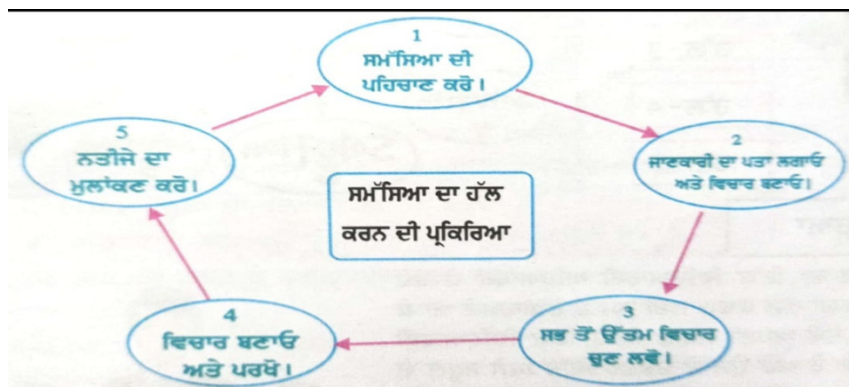 1
ਸਮੱਸਿਆ ਦੀ
ਪਹਿਚਾਣ ਕਰੋ।
2
ਜਾਣਕਾਰੀ ਦਾ ਪਤਾ ਲਗਾਓ
ਅਤੇ ਵਿਚਾਰ ਬਣਾਓ।
3
ਸਭ ਤੋਂ ਉੱਤਮ ਵਿਚਾਰ
ਚੁਣ ਲਵੋ।
4
ਵਿਚਾਰ ਬਣਾਓ
ਅਤੇ ਪਰਖੋ।
5
ਨਤੀਜੇ ਦਾ
ਮੁਲਾਂਕਣ ਕਰੋ।
ਸਮੱਸਿਆ ਦਾ ਹੱਲ
ਕਰਨ ਦੀ ਪ੍ਰਕਿਰਿਆ